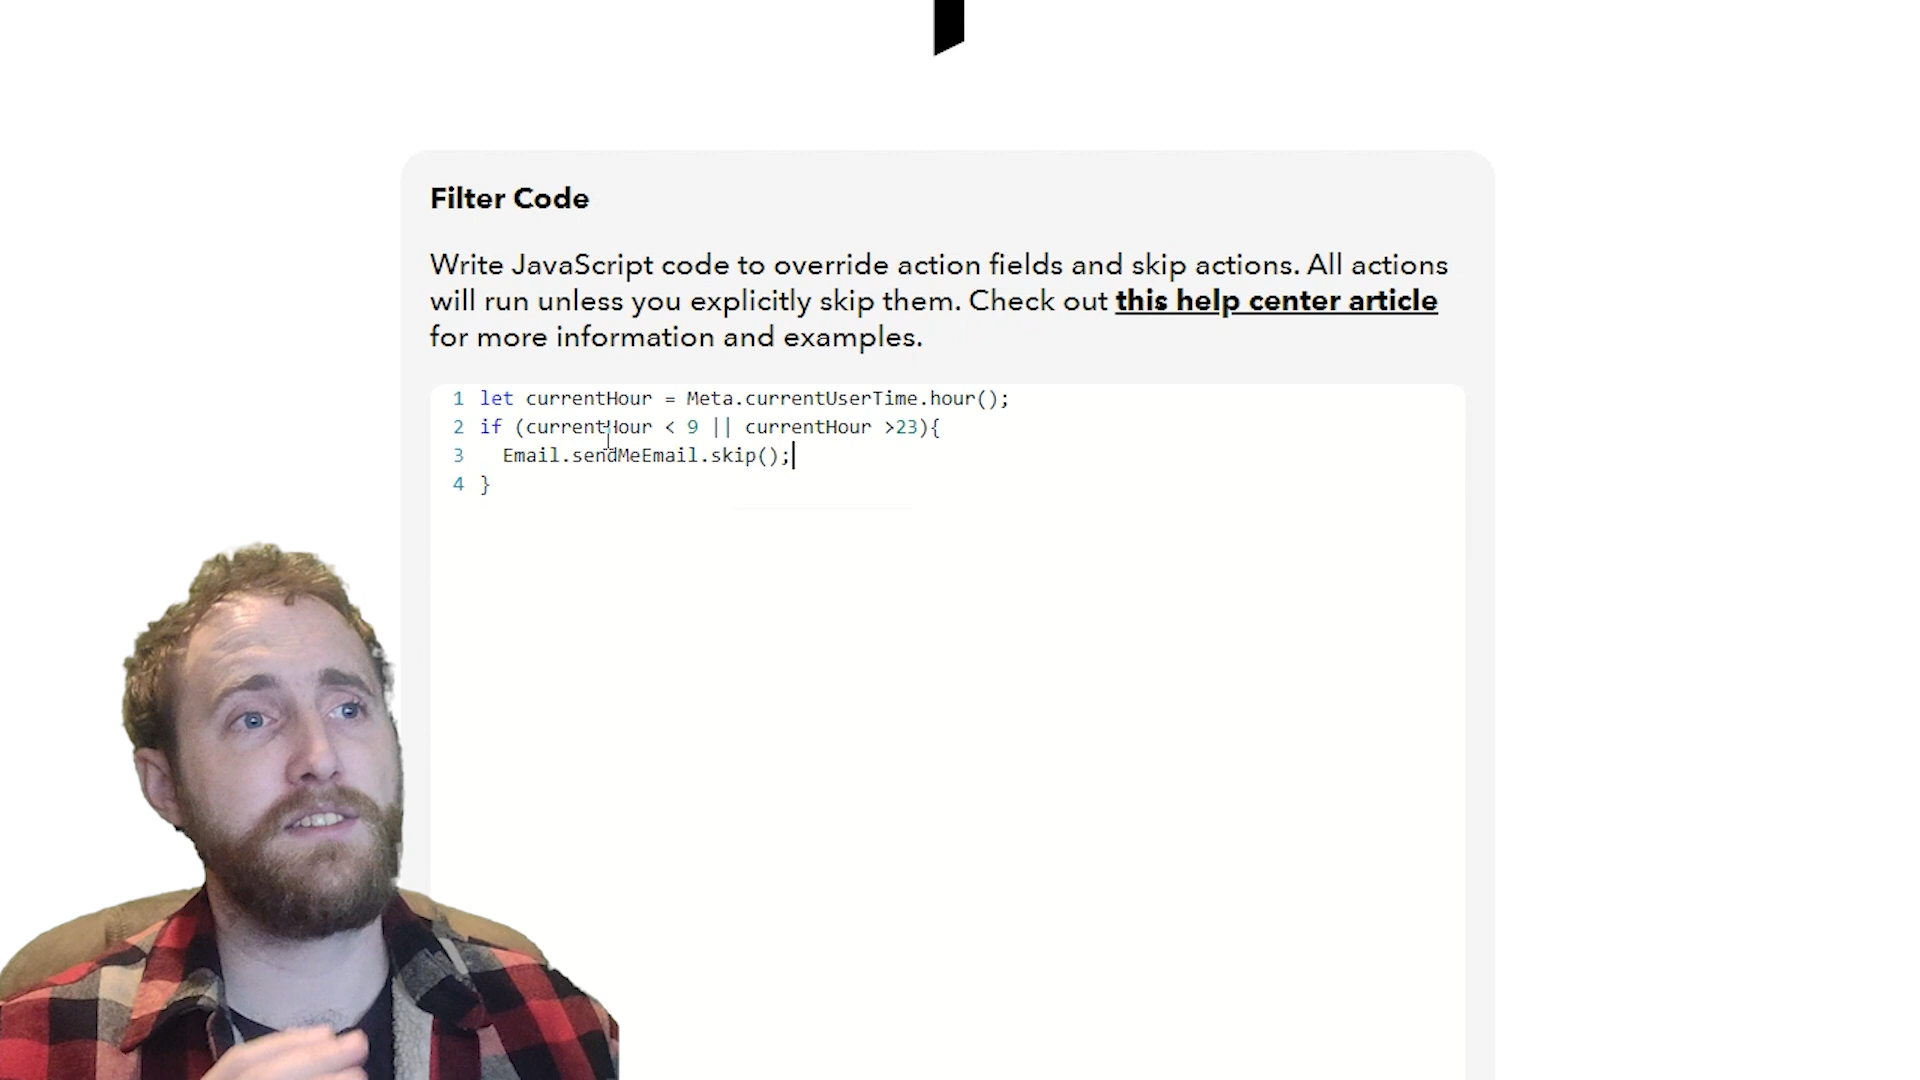 Filter Code
Write JavaScript code to override action fields and skip actions. All actions
will run unless you explicitly skip them. Check out this help center article
for more information and examples.
1 let currentHour = Meta.currentUserTime.hour();
2 if (currentHour < 9 || currentHour >23){
3 Email.sendMeEmail.skip();
4 }